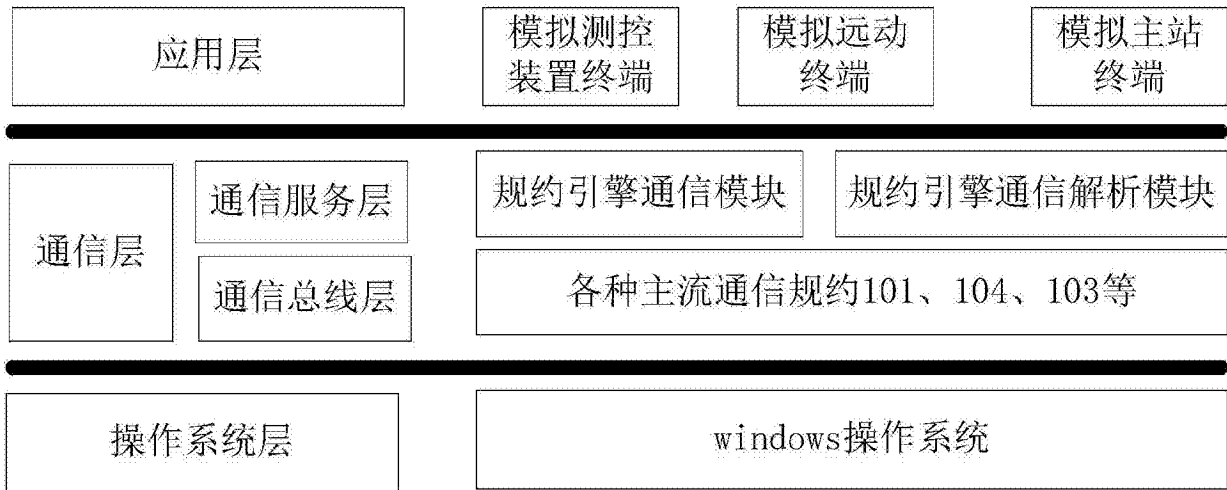 应用层
模拟测控
装置终端
模拟远动
终端
模拟主站
终端
通信层
通信服务层
规约引擎通信模块
规约引擎通信解析模块
通信总线层
各种主流通信规约101、104、103等
操作系统层
windows操作系统